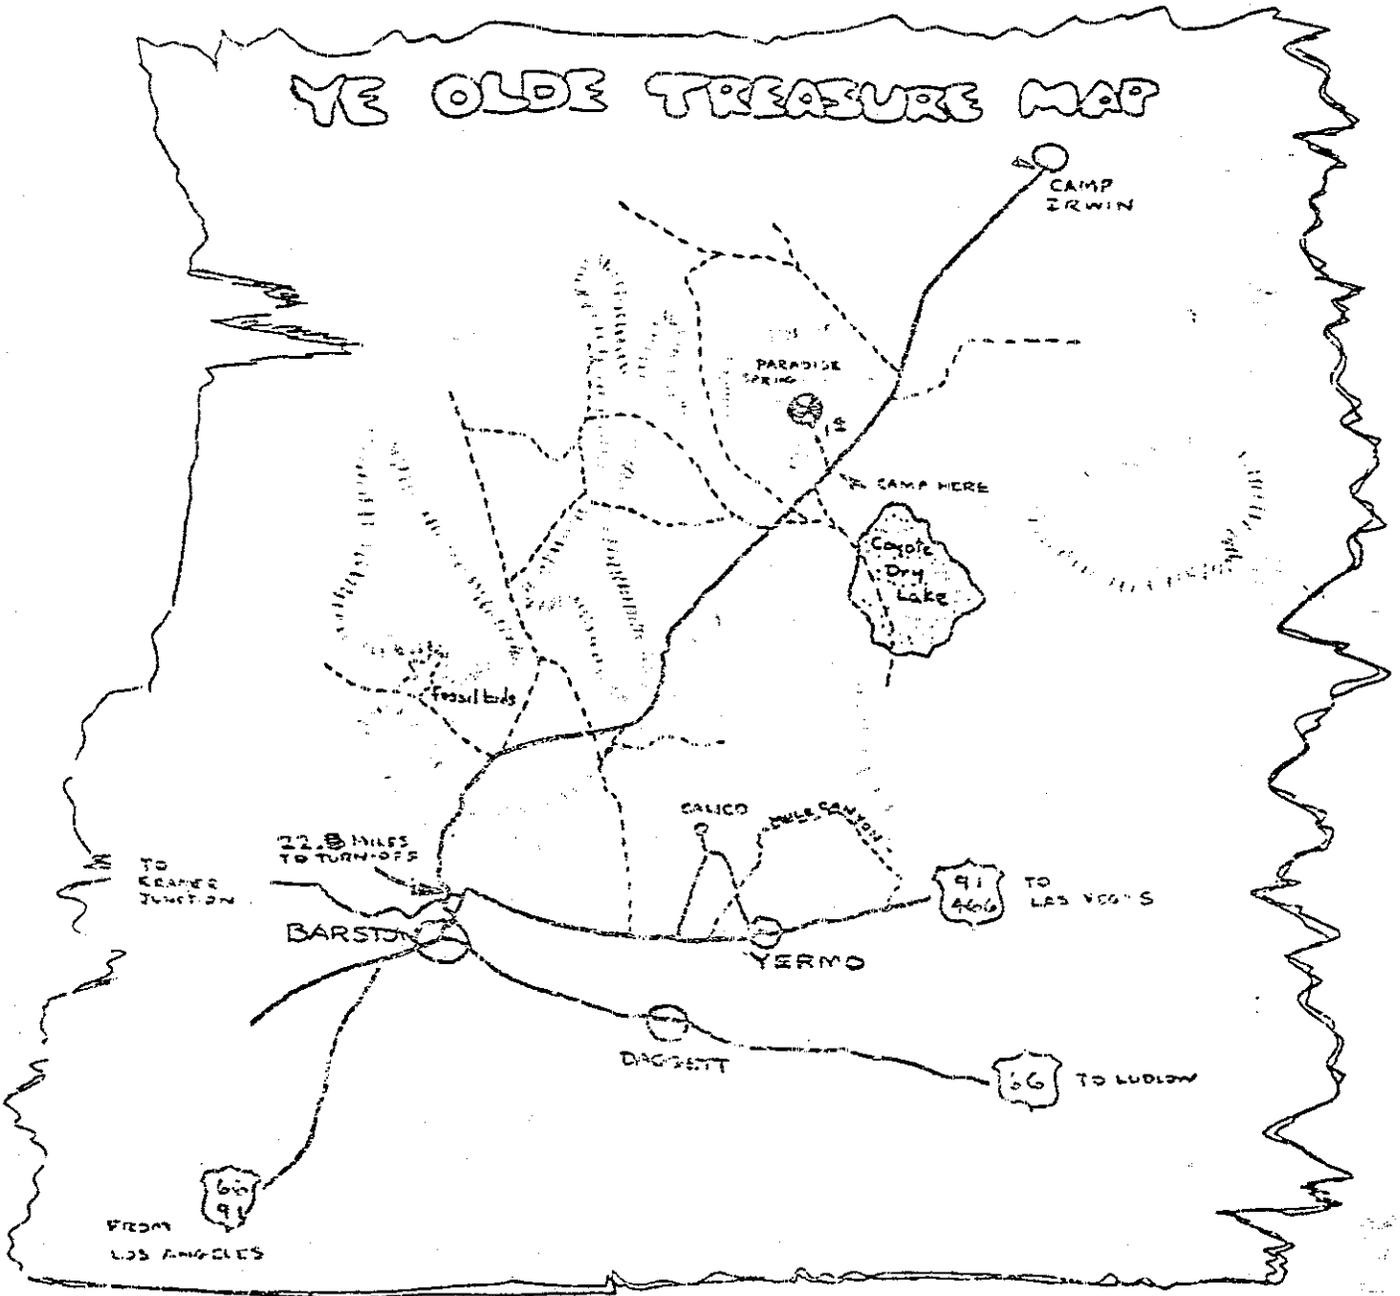 YE OLDE TREASURE MAP
CAMP
IRWIN
PARADISE
SPRING
CAMP HERE
Coyote
Dry
Lake
Fossil beds
CALICO
MULE CANYON
22.8 MILES
TO TURN-OFF
TO
KRAMER
JUNCTION
91
466
TO
LAS VEGAS
BARSTOW
YERMO
DAGGETT
66
TO LUDLOW
66
91
FROM
LOS ANGELES